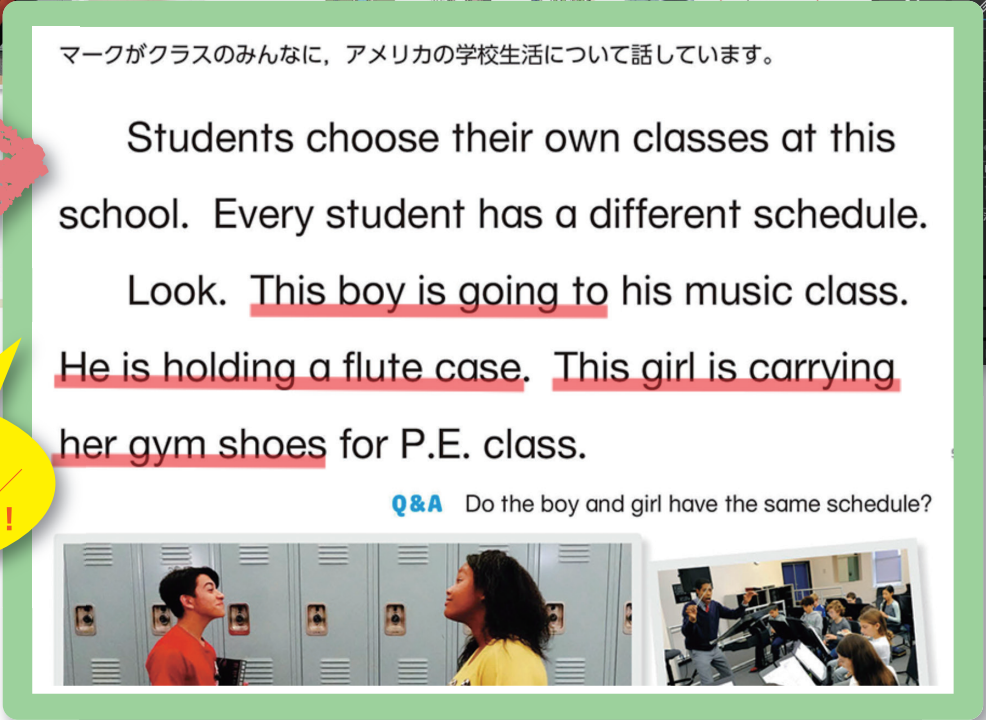 マークがクラスのみんなに，アメリカの学校生活について話しています。
Students choose their own classes at this
school. Every student has a different schedule.
Look. This boy is going to his music class.
He is holding a flute case. This girl is carrying
her gym shoes for P.E. class.
Q&A Do the boy and girl have the same schedule?
!